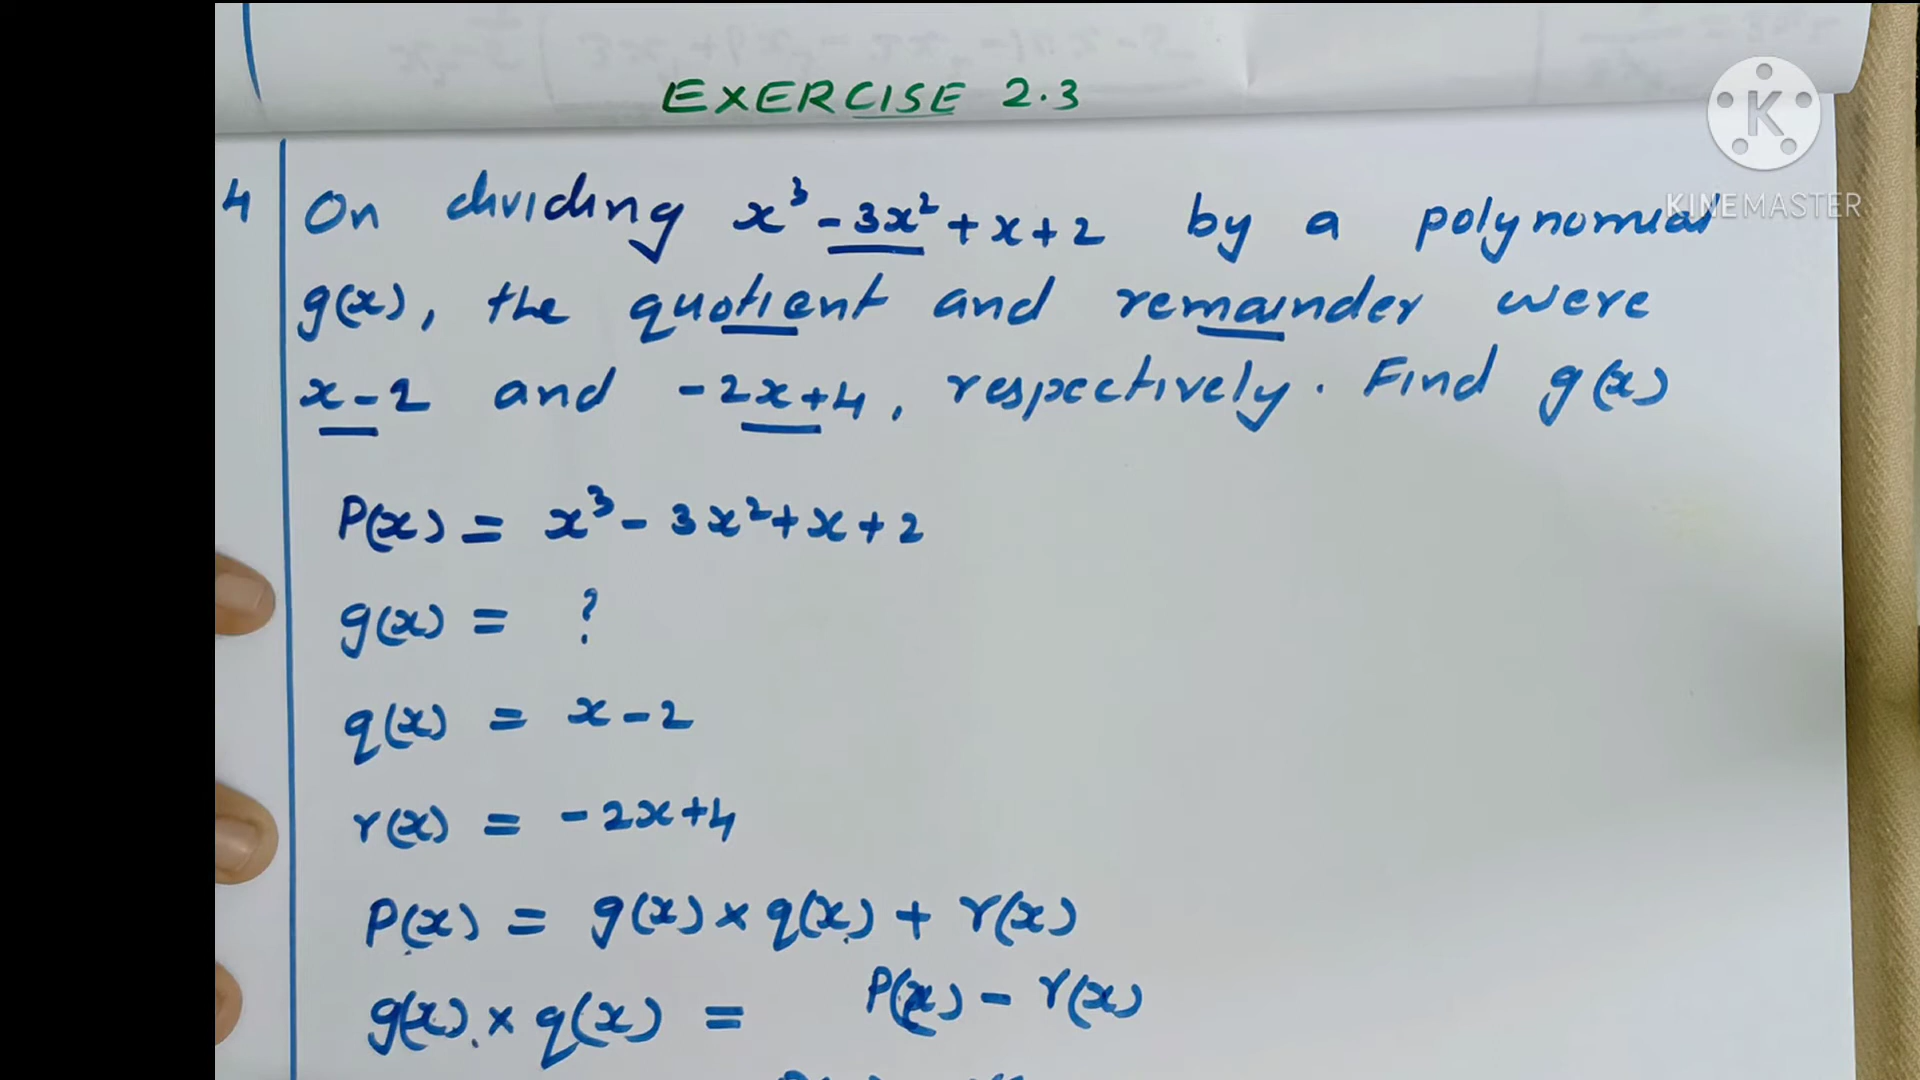 EXERCISE 2.3
K
KINEMASTER
4 On dividing x³ - 3x² + x + 2 by a polynomial
g(x), the quotient and remainder were
x - 2 and -2x+4, respectively. Find g(x)
P(x) = x³ - 3x² + x + 2
g(x) = ?
q(x) = x - 2
r(x) = -2x+4
P(x) = g(x) × q(x) + r(x)
g(x) × q(x) = P(x) - r(x)